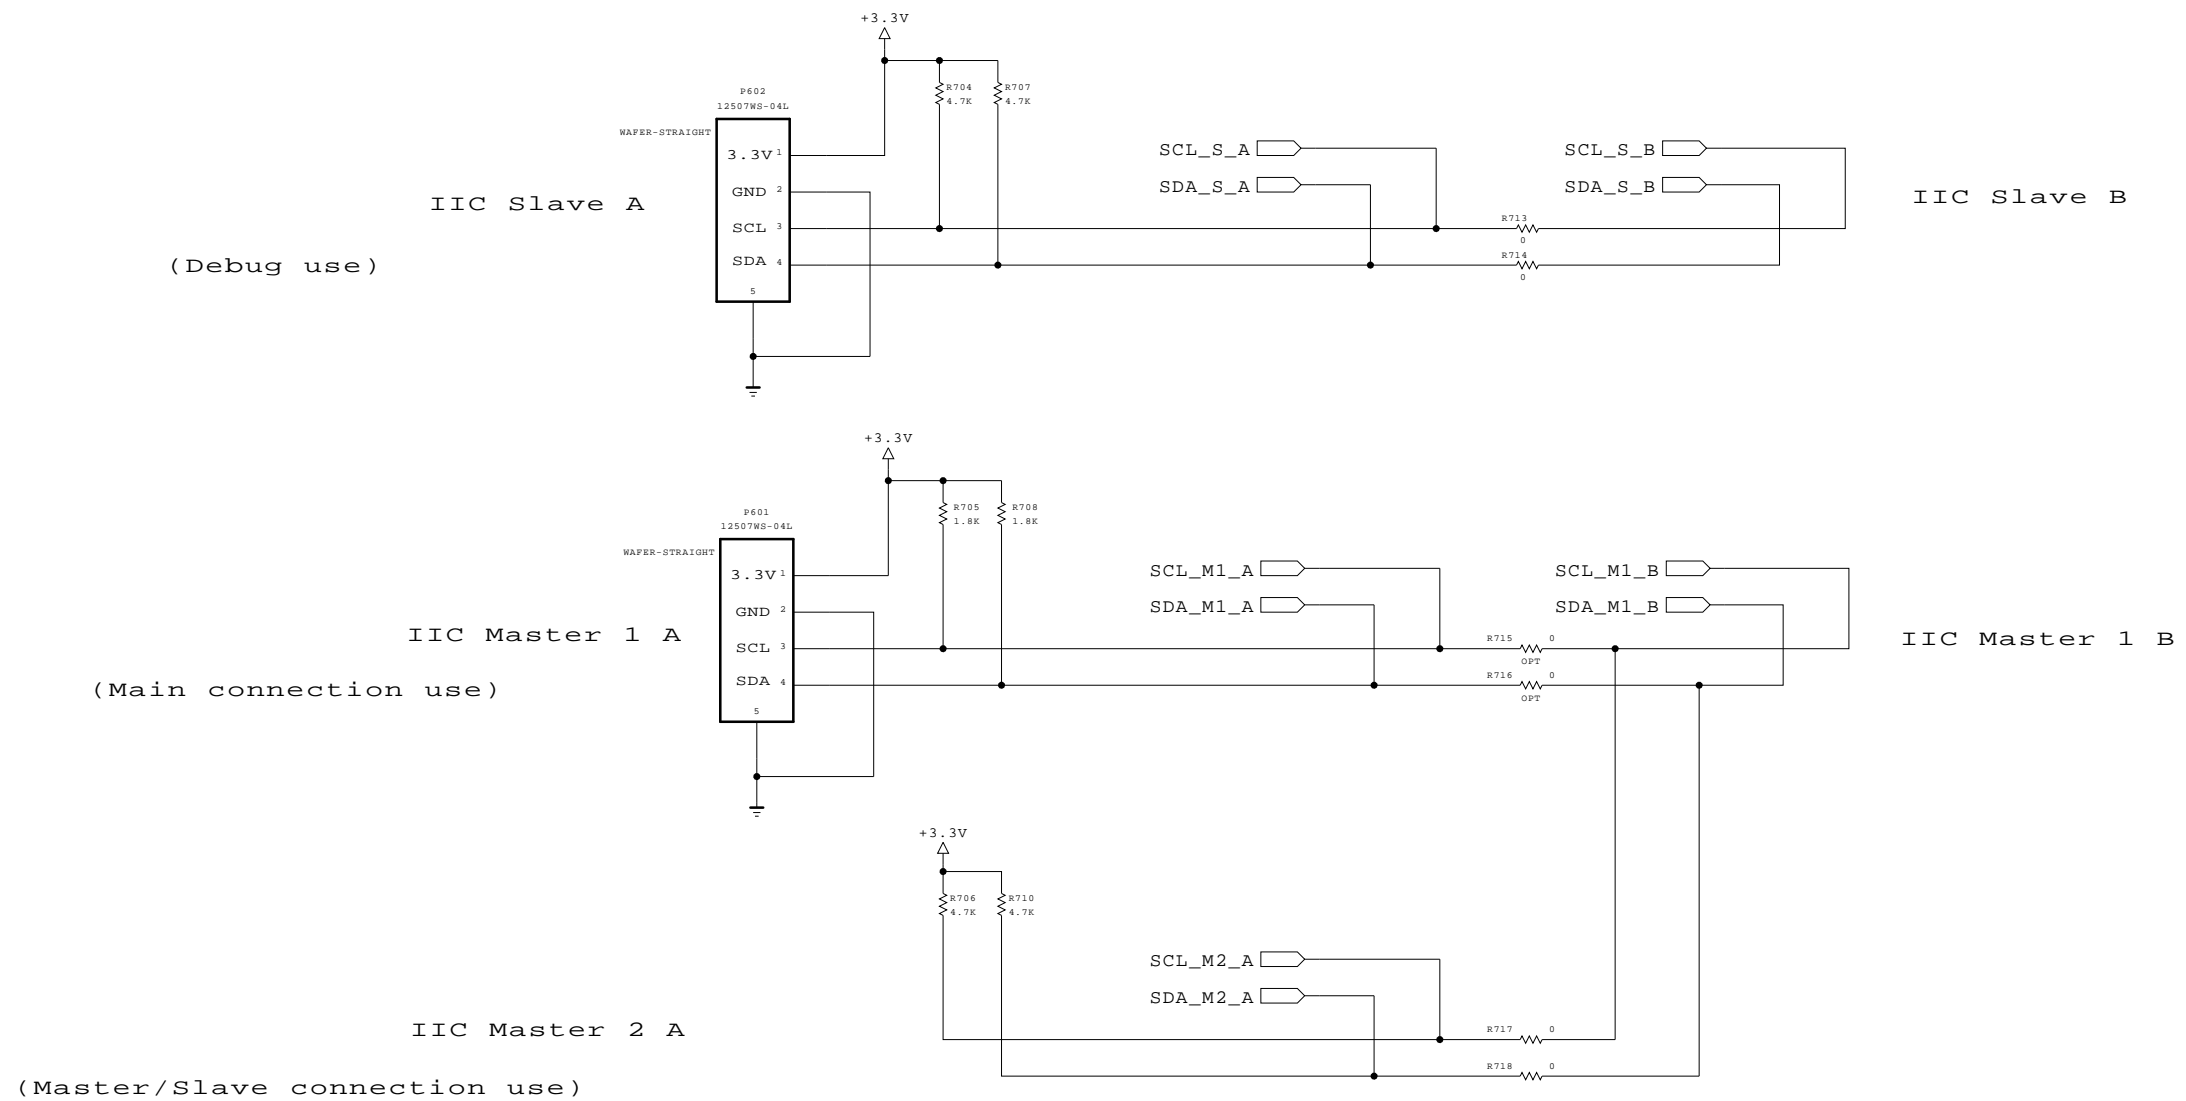 +3.3V
R704
4.7K
R707
4.7K
P602
12507WS-04L
WAFER-STRAIGHT
3.3V 1
GND 2
SCL 3
SDA 4
5
IIC Slave A
(Debug use)
SCL_S_A
SDA_S_A
SCL_S_B
SDA_S_B
R713
0
R714
0
IIC Slave B
+3.3V
R705
1.8K
R708
1.8K
P601
12507WS-04L
WAFER-STRAIGHT
3.3V 1
GND 2
SCL 3
SDA 4
5
IIC Master 1 A
(Main connection use)
SCL_M1_A
SDA_M1_A
SCL_M1_B
SDA_M1_B
R715 0
OPT
R716 0
OPT
IIC Master 1 B
+3.3V
R706
4.7K
R710
4.7K
SCL_M2_A
SDA_M2_A
R717 0
R718 0
IIC Master 2 A
(Master/Slave connection use)